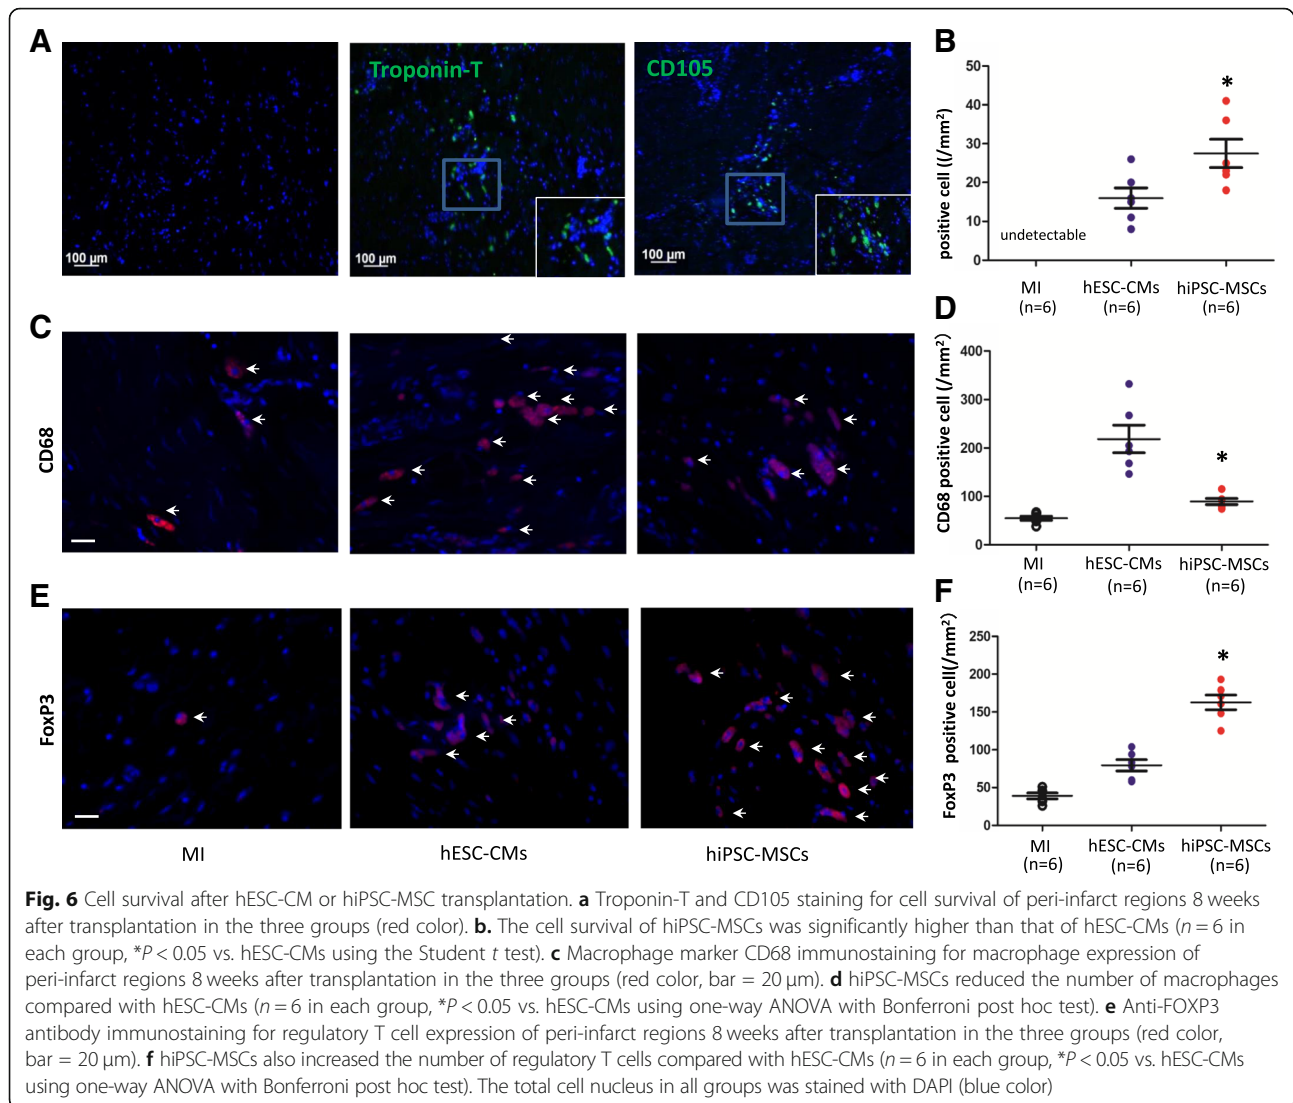 A
Troponin-T
CD105
100 µm
100 µm
100 µm
B
positive cell ((/mm²)
50
40
30
20
10
0
undetectable
*
MI
(n=6)
hESC-CMs
(n=6)
hiPSC-MSCs
(n=6)
C
CD68
D
CD68 positive cell (/mm²)
400
300
200
100
0
*
MI
(n=6)
hESC-CMs
(n=6)
hiPSC-MSCs
(n=6)
E
FoxP3
MI
hESC-CMs
hiPSC-MSCs
F
FoxP3 positive cell(/mm²)
250
200
150
100
50
0
*
MI
(n=6)
hESC-CMs
(n=6)
hiPSC-MSCs
(n=6)
Fig. 6 Cell survival after hESC-CM or hiPSC-MSC transplantation. a Troponin-T and CD105 staining for cell survival of peri-infarct regions 8 weeks
after transplantation in the three groups (red color). b. The cell survival of hiPSC-MSCs was significantly higher than that of hESC-CMs (n = 6 in
each group, *P < 0.05 vs. hESC-CMs using the Student t test). c Macrophage marker CD68 immunostaining for macrophage expression of
peri-infarct regions 8 weeks after transplantation in the three groups (red color, bar = 20 µm). d hiPSC-MSCs reduced the number of macrophages
compared with hESC-CMs (n = 6 in each group, *P < 0.05 vs. hESC-CMs using one-way ANOVA with Bonferroni post hoc test). e Anti-FOXP3
antibody immunostaining for regulatory T cell expression of peri-infarct regions 8 weeks after transplantation in the three groups (red color,
bar = 20 µm). f hiPSC-MSCs also increased the number of regulatory T cells compared with hESC-CMs (n = 6 in each group, *P < 0.05 vs. hESC-CMs
using one-way ANOVA with Bonferroni post hoc test). The total cell nucleus in all groups was stained with DAPI (blue color)